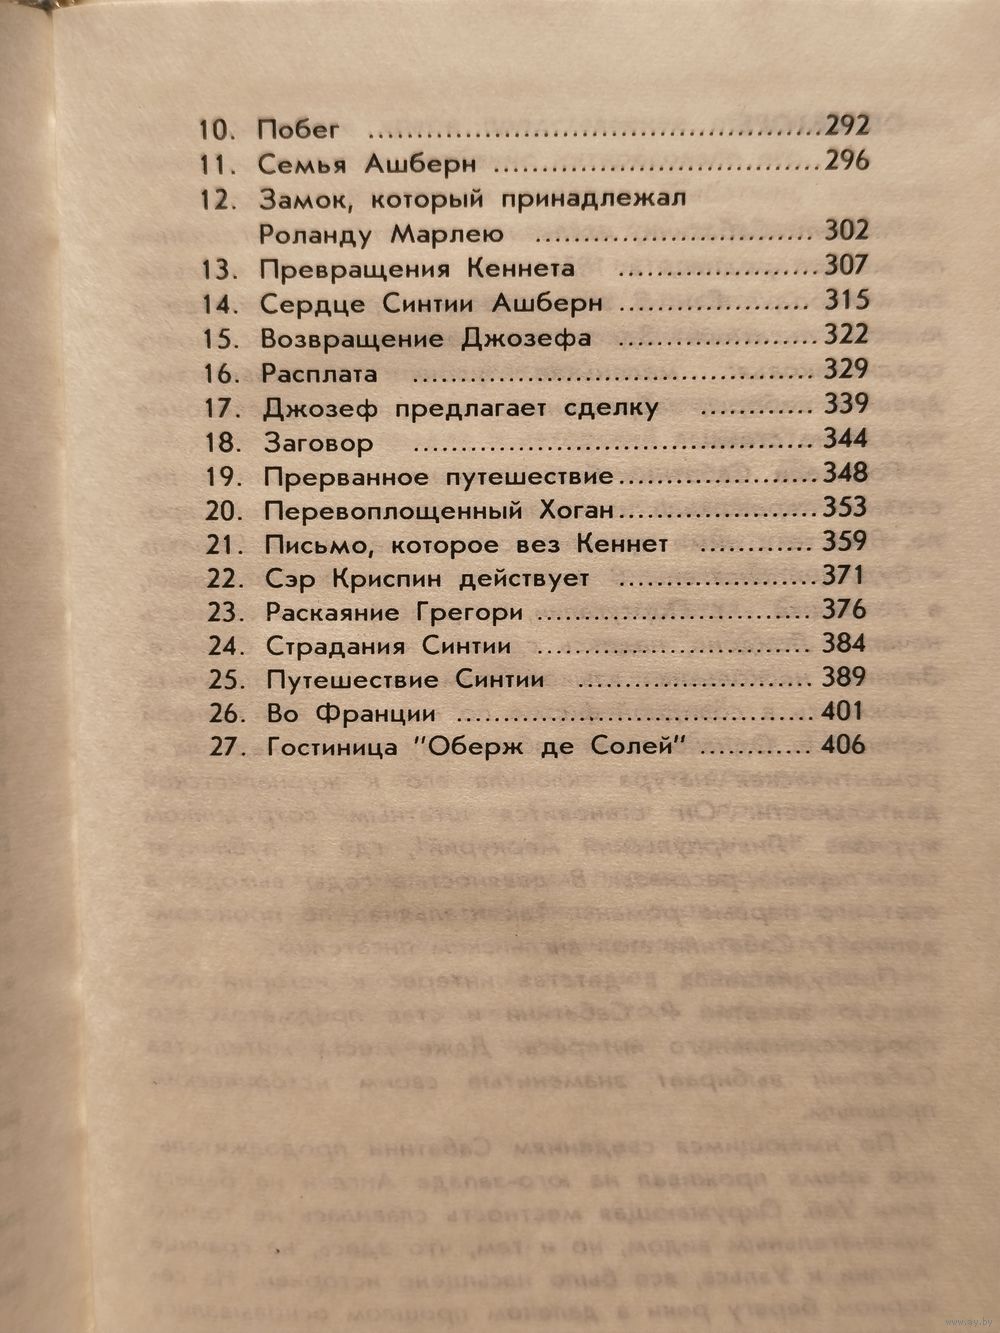 10. Побег ........................................... 292
11. Семья Ашберн ................................. 296
12. Замок, который принадлежал
Роланду Марлею ............................ 302
13. Превращения Кеннета .................... 307
14. Сердце Синтии Ашберн ................... 315
15. Возвращение Джозефа .................... 322
16. Расплата ........................................ 329
17. Джозеф предлагает сделку ............ 339
18. Заговор ........................................ 344
19. Прерванное путешествие.................... 348
20. Перевоплощенный Хоган.................... 353
21. Письмо, которое вез Кеннет ............ 359
22. Сэр Криспин действует .................... 371
23. Раскаяние Грегори ............................ 376
24. Страдания Синтии ............................ 384
25. Путешествие Синтии ........................ 389
26. Во Франции .................................... 401
27. Гостиница "Оберж де Солей" ............ 406
www.ay.by